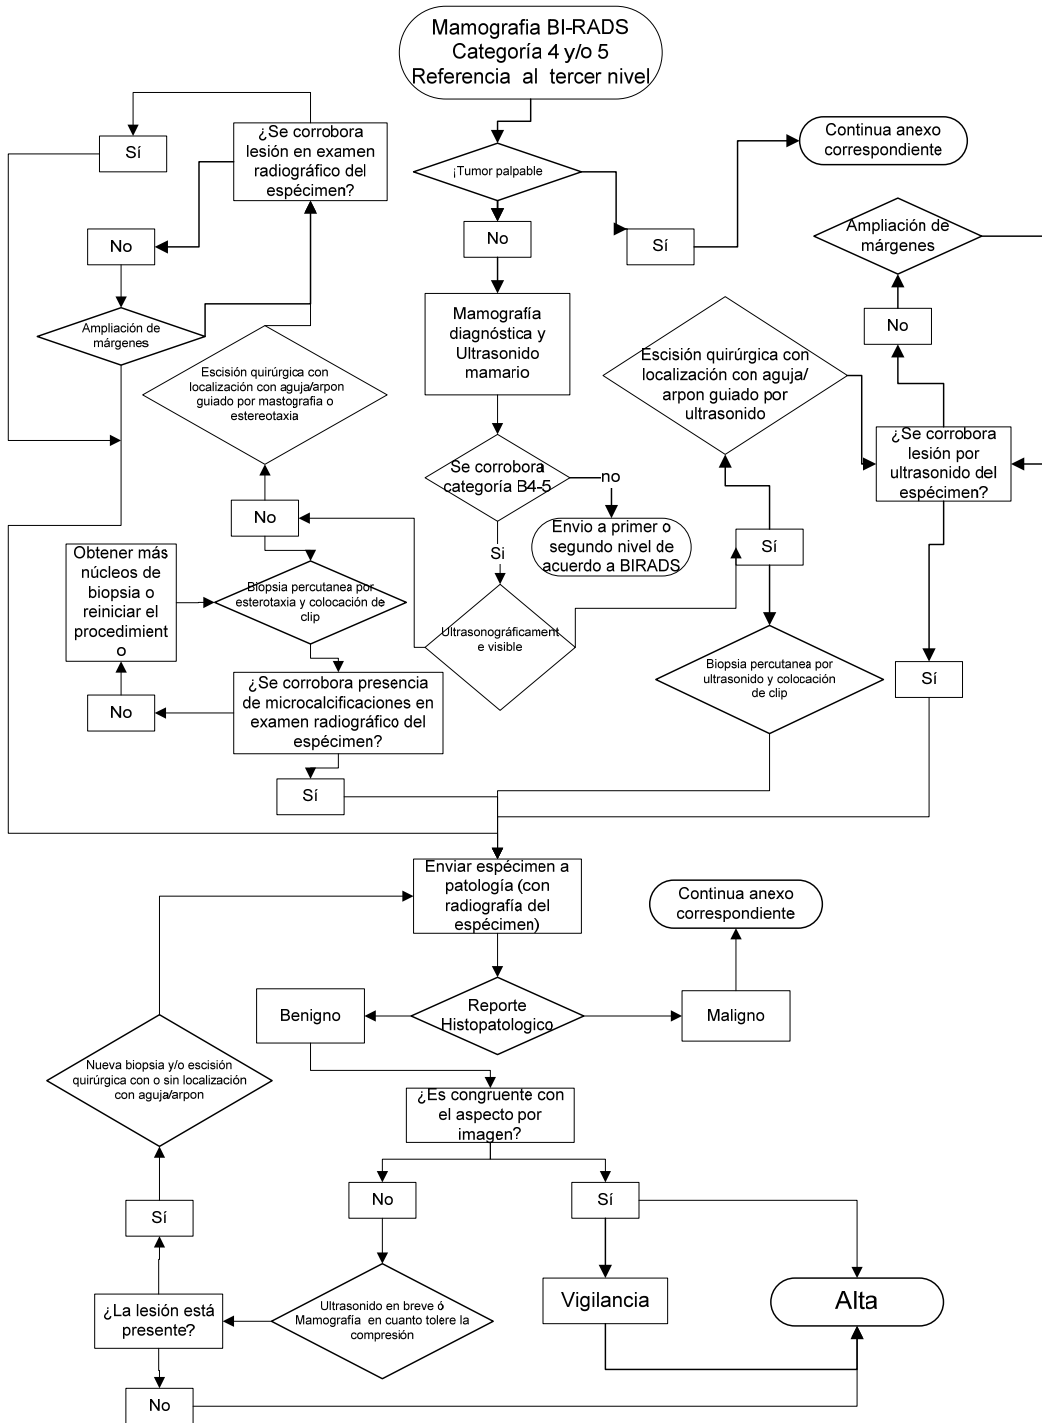 Mamografia BI-RADS
Categoría 4 y/o 5
Referencia al tercer nivel
¿Se corrobora
lesión en examen
radiográfico del
espécimen?
Sí
¡Tumor palpable
Continua anexo
correspondiente
No
No
Sí
Ampliación de
márgenes
Ampliación de
márgenes
Mamografía
diagnóstica y
Ultrasonido
mamario
No
Escisión quirúrgica con
localización con aguja/arpon
guiado por mastografia o
estereotaxia
Escisión quirúrgica con
localización con aguja/
arpon guiado por
ultrasonido
¿Se corrobora
lesión por
ultrasonido del
espécimen?
Se corrobora
categoría B4-5
no
No
Envio a primer o
segundo nivel de
acuerdo a BIRADS
Si
Sí
Obtener más
núcleos de
biopsia o
reiniciar el
procedimient
o
Biopsia percutanea por
esterotaxia y colocación de
clip
Ultrasonográficament
e visible
Biopsia percutanea por
ultrasonido y colocación
de clip
Sí
¿Se corrobora presencia
de microcalcificaciones en
examen radiográfico del
espécimen?
No
Sí
Enviar espécimen a
patología (con
radiografía del
espécimen)
Continua anexo
correspondiente
Benigno
Reporte
Histopatologico
Maligno
Nueva biopsia y/o escisión
quirúrgica con o sin localización
con aguja/arpon
¿Es congruente con
el aspecto por
imagen?
No
Sí
Sí
Ultrasonido en breve ó
Mamografía en cuanto tolere la
compresión
Vigilancia
Alta
¿La lesión está
presente?
No